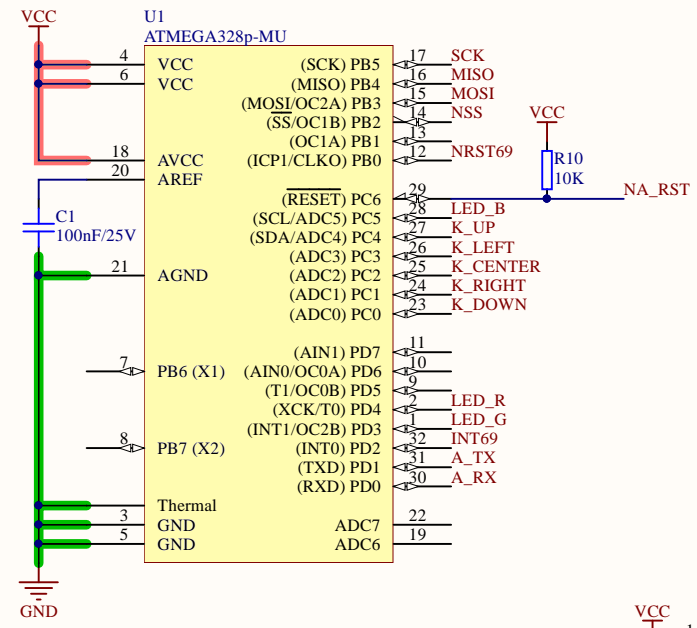 VCC
U1
ATMEGA328p-MU
4 VCC (SCK) PB5 17 SCK
6 VCC (MISO) PB4 16 MISO
(MOSI/OC2A) PB3 15 MOSI
(SS/OC1B) PB2 14 NSS
VCC
(OC1A) PB1 13
18 AVCC (ICP1/CLKO) PB0 12 NRST69
R10
20 AREF
10K
(RESET) PC6 29 NA_RST
C1 (SCL/ADC5) PC5 28 LED_B
100nF/25V (SDA/ADC4) PC4 27 K_UP
(ADC3) PC3 26 K_LEFT
21 AGND (ADC2) PC2 25 K_CENTER
(ADC1) PC1 24 K_RIGHT
(ADC0) PC0 23 K_DOWN
(AIN1) PD7 11
7 PB6 (X1) (AIN0/OC0A) PD6 10
(T1/OC0B) PD5 9
(XCK/T0) PD4 2 LED_R
(INT1/OC2B) PD3 1 LED_G
8 PB7 (X2) (INT0) PD2 32 INT69
(TXD) PD1 31 A_TX
(RXD) PD0 30 A_RX
Thermal
3 GND ADC7 22
5 GND ADC6 19
GND
VCC